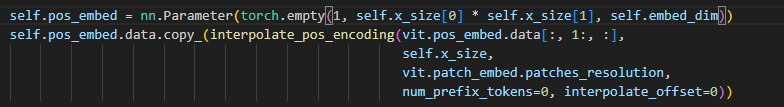 self.pos_embed = nn.Parameter(torch.empty(1, self.x_size[0] * self.x_size[1], self.embed_dim))
self.pos_embed.data.copy_(interpolate_pos_encoding(vit.pos_embed.data[:, 1:, :],
self.x_size,
vit.patch_embed.patches_resolution,
num_prefix_tokens=0, interpolate_offset=0))